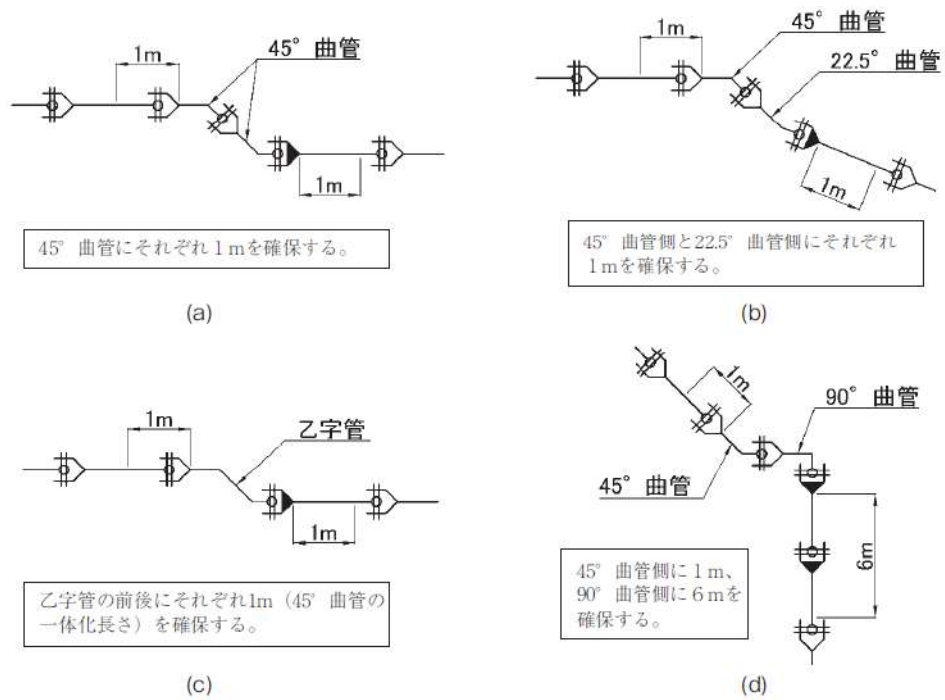 1m
45° 曲管
1m
45° 曲管にそれぞれ1mを確保する。
(a)
1m
45° 曲管
22.5° 曲管
1m
45° 曲管側と22.5° 曲管側にそれぞれ
1mを確保する。
(b)
1m
乙字管
1m
乙字管の前後にそれぞれ1m（45° 曲管の
一体化長さ）を確保する。
(c)
1m
90° 曲管
45° 曲管
6m
45° 曲管側に1m、
90° 曲管側に6mを
確保する。
(d)